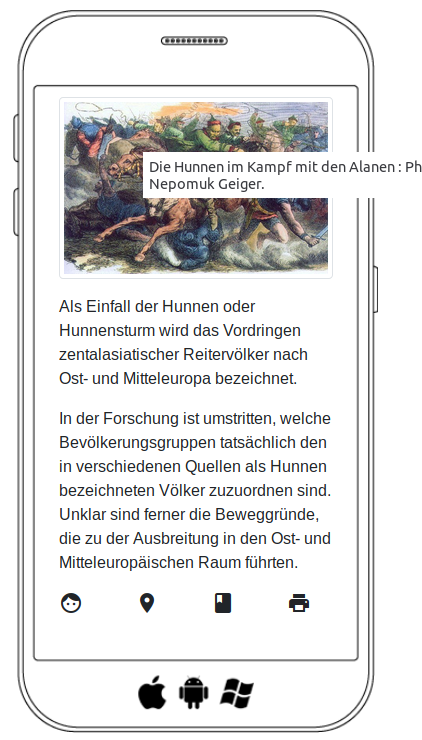 Die Hunnen im Kampf mit den Alanen : Ph
Nepomuk Geiger.
Als Einfall der Hunnen oder
Hunnensturm wird das Vordringen
zentalasiatischer Reitervölker nach
Ost- und Mitteleuropa bezeichnet.
In der Forschung ist umstritten, welche
Bevölkerungsgruppen tatsächlich den
in verschiedenen Quellen als Hunnen
bezeichneten Völker zuzuordnen sind.
Unklar sind ferner die Beweggründe,
die zu der Ausbreitung in den Ost- und
Mitteleuropäischen Raum führten.